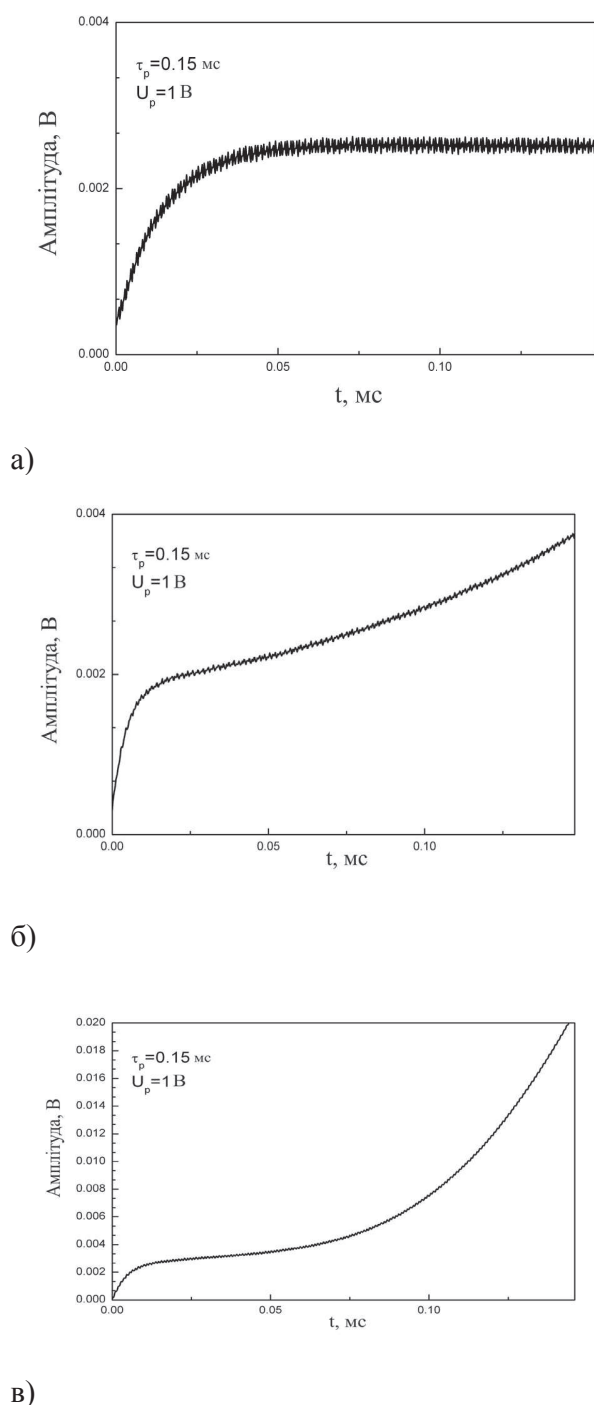 0.004
τp=0.15 мс
Up=1 В
Амплітуда, В
0.002
0.000
0.00 0.05 0.10
t, мс
а)
0.004
τp=0.15 мс
Up=1 В
Амплітуда, В
0.002
0.000
0.00 0.05 0.10
t, мс
б)
0.020
0.018
τp=0.15 мс
0.016
Up=1 В
0.014
0.012
Амплітуда, В
0.010
0.008
0.006
0.004
0.002
0.000
0.00 0.05 0.10
t, мс
в)